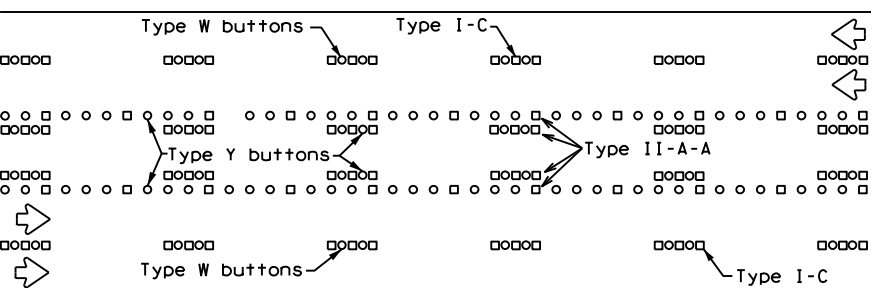 Type W buttons
Type I-C
Type Y buttons
Type II-A-A
Type W buttons
Type I-C